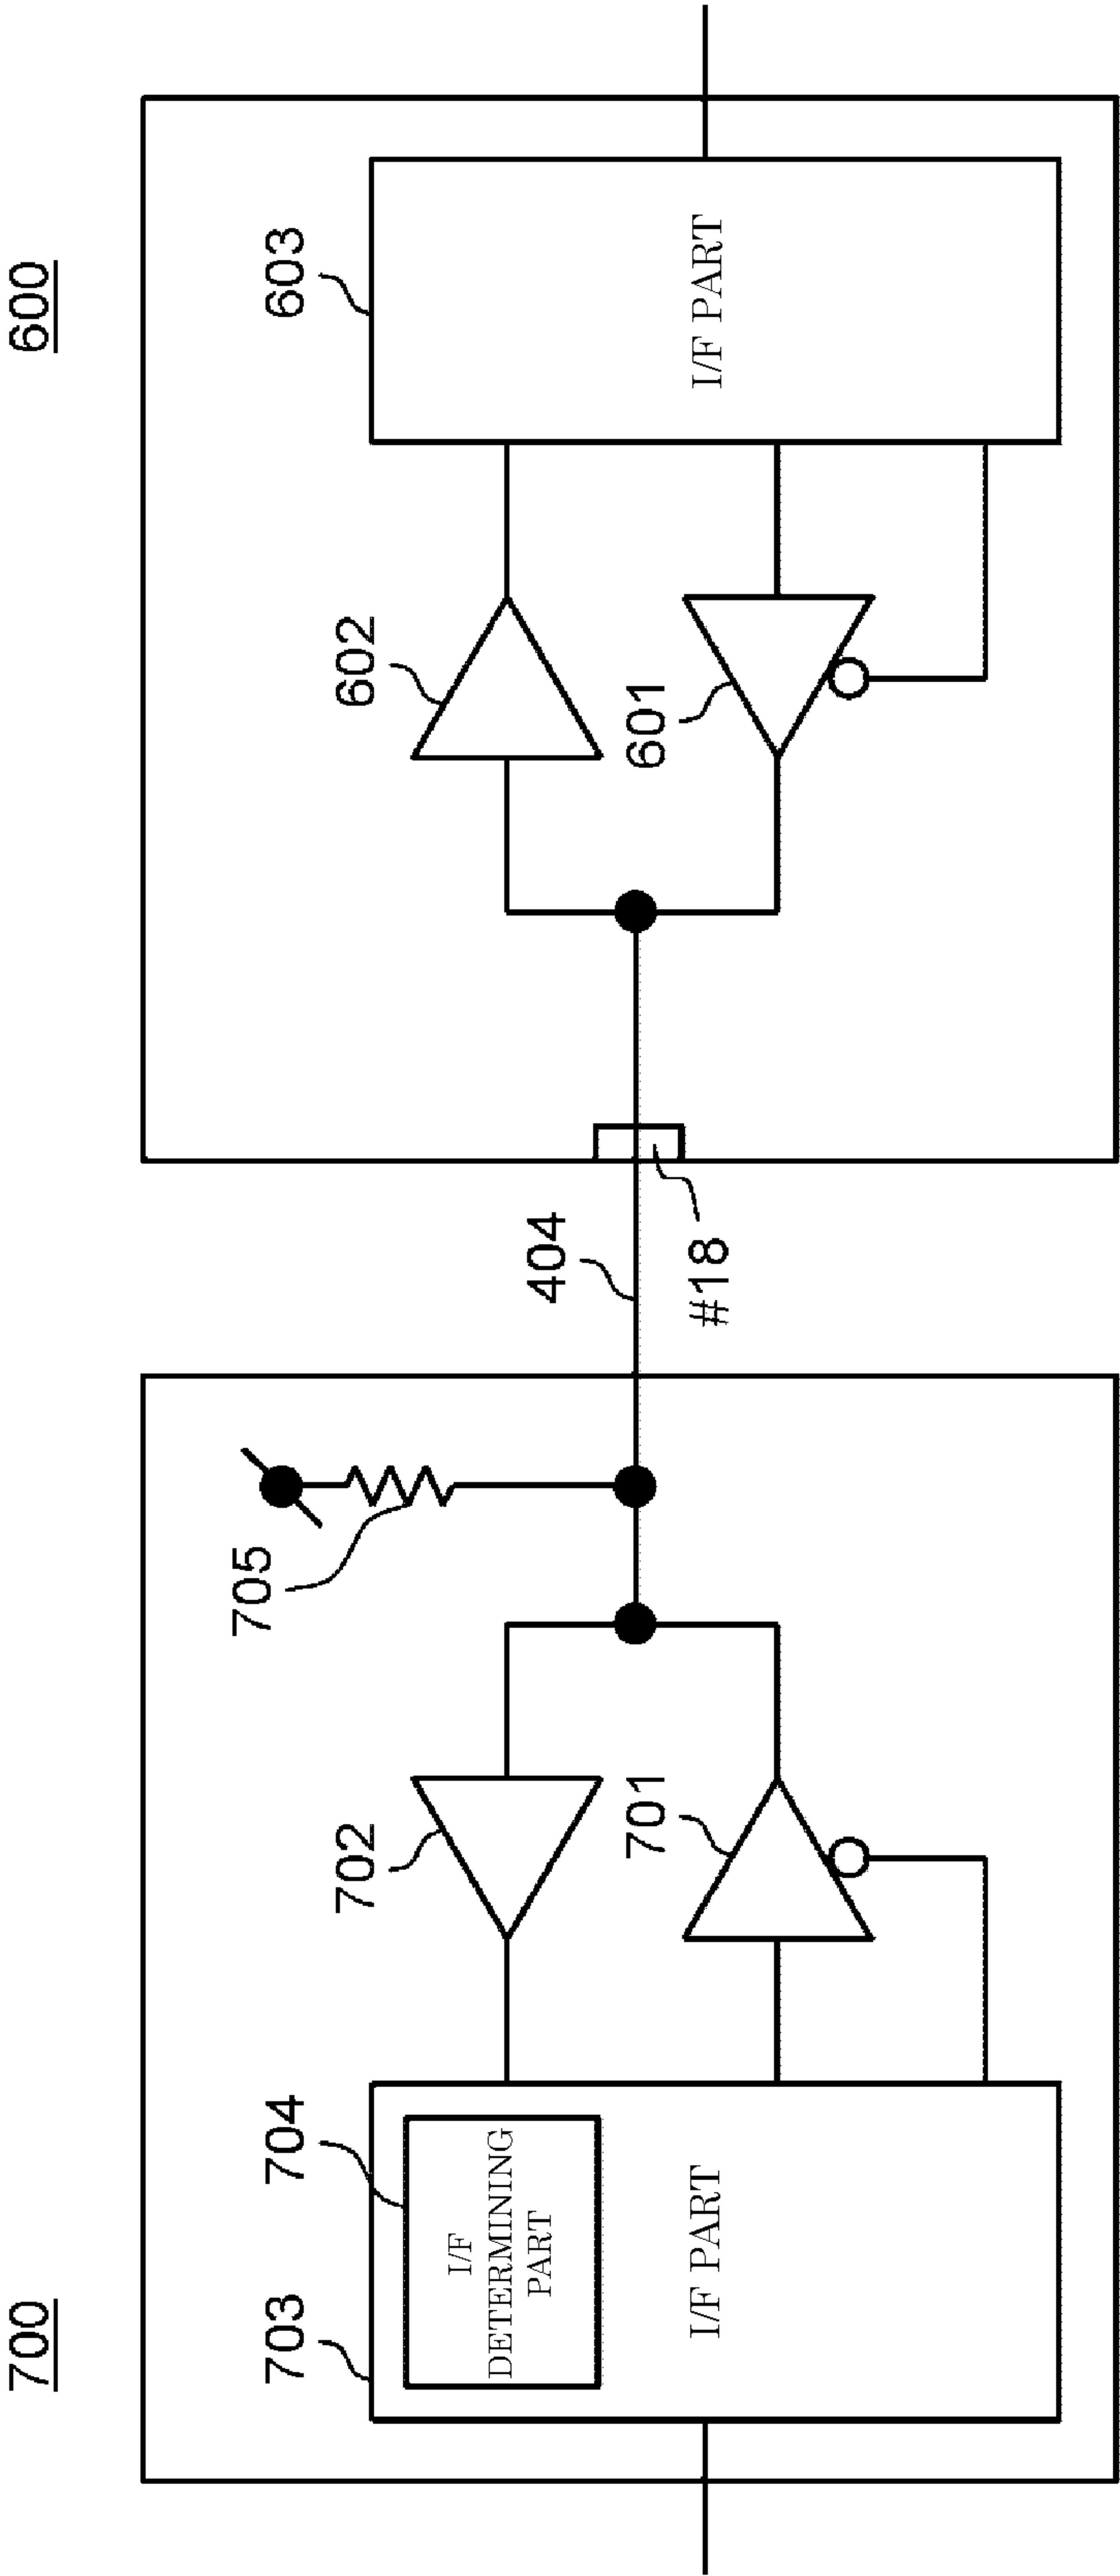 700
600
703
704
I/F
DETERMINING
PART
I/F PART
702
701
705
404
#18
602
601
603
I/F PART